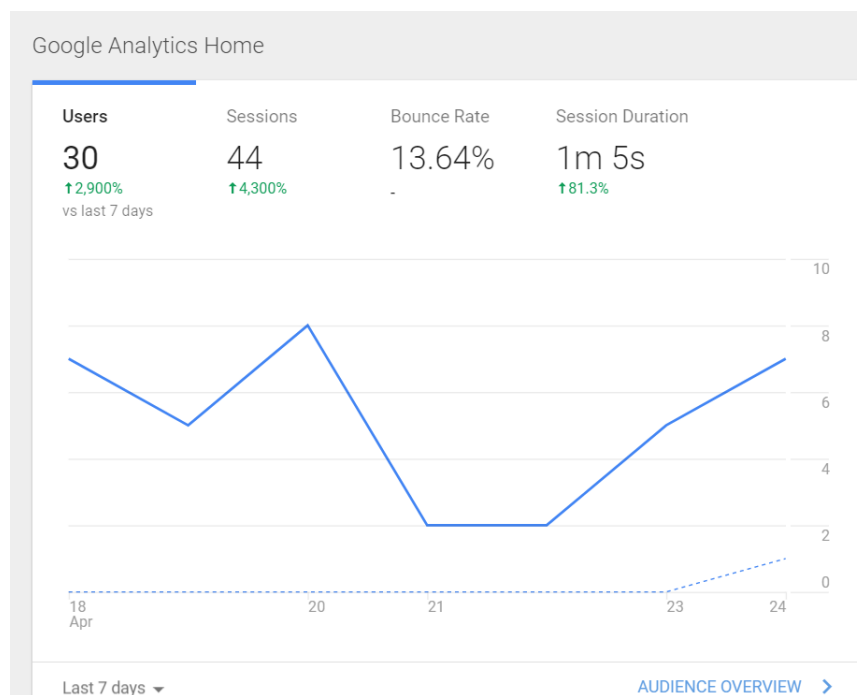 Google Analytics Home
Users Sessions Bounce Rate Session Duration
30 44 13.64% 1m 5s
↑2,900% ↑4,300% - ↑81.3%
vs last 7 days
10
8
6
4
2
0
18 20 21 23 24
Apr
Last 7 days AUDIENCE OVERVIEW